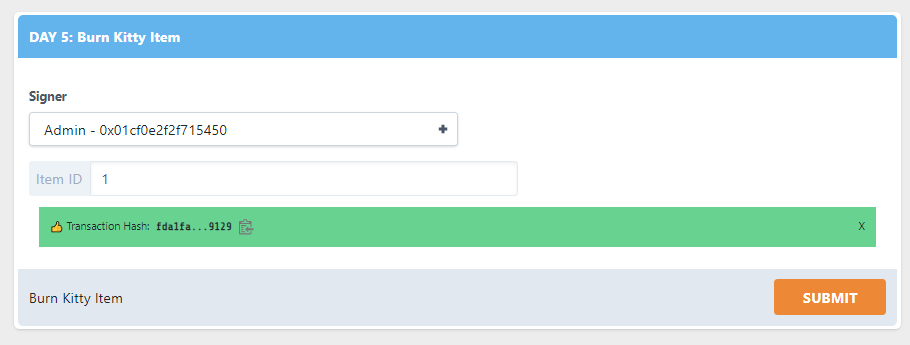 DAY 5: Burn Kitty Item
Signer
Admin - 0x01cf0e2f2f715450
Item ID 1
Transaction Hash: fda1fa...9129 X
Burn Kitty Item SUBMIT